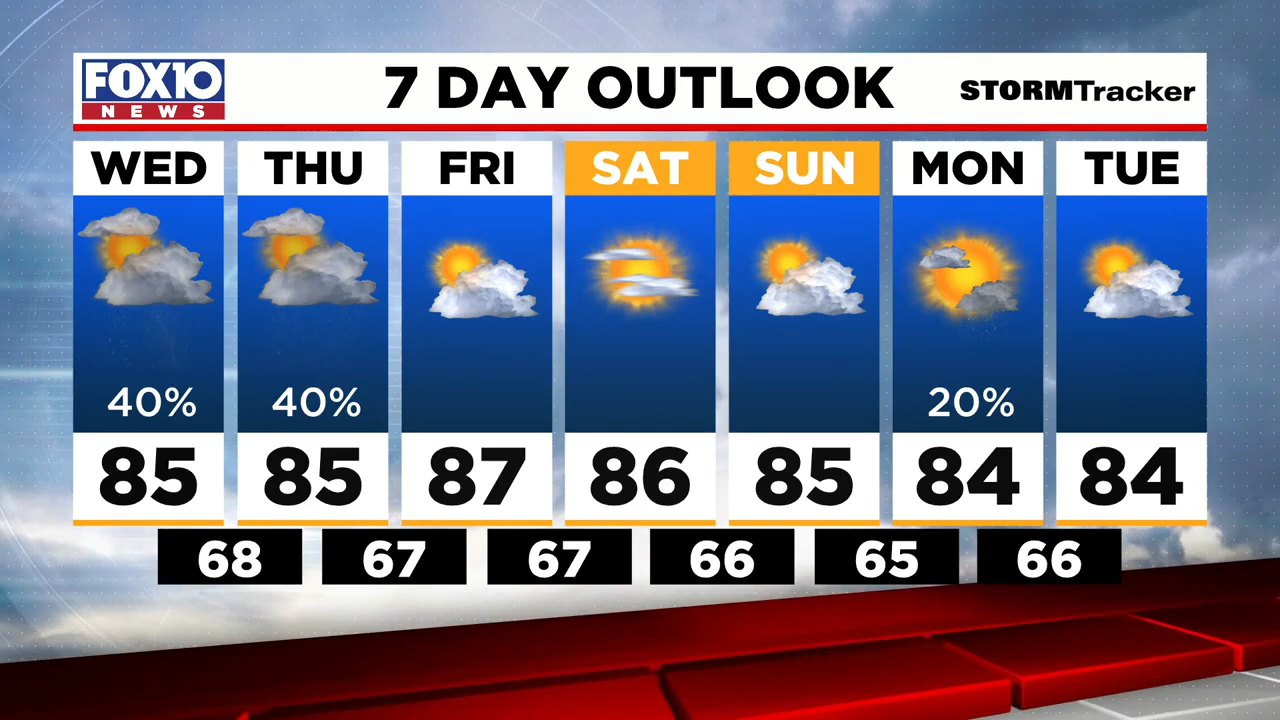 FOX10
NEWS
7 DAY OUTLOOK
STORMTracker
WED THU FRI SAT SUN MON TUE
40% 40% 20%
85 85 87 86 85 84 84
68 67 67 66 65 66